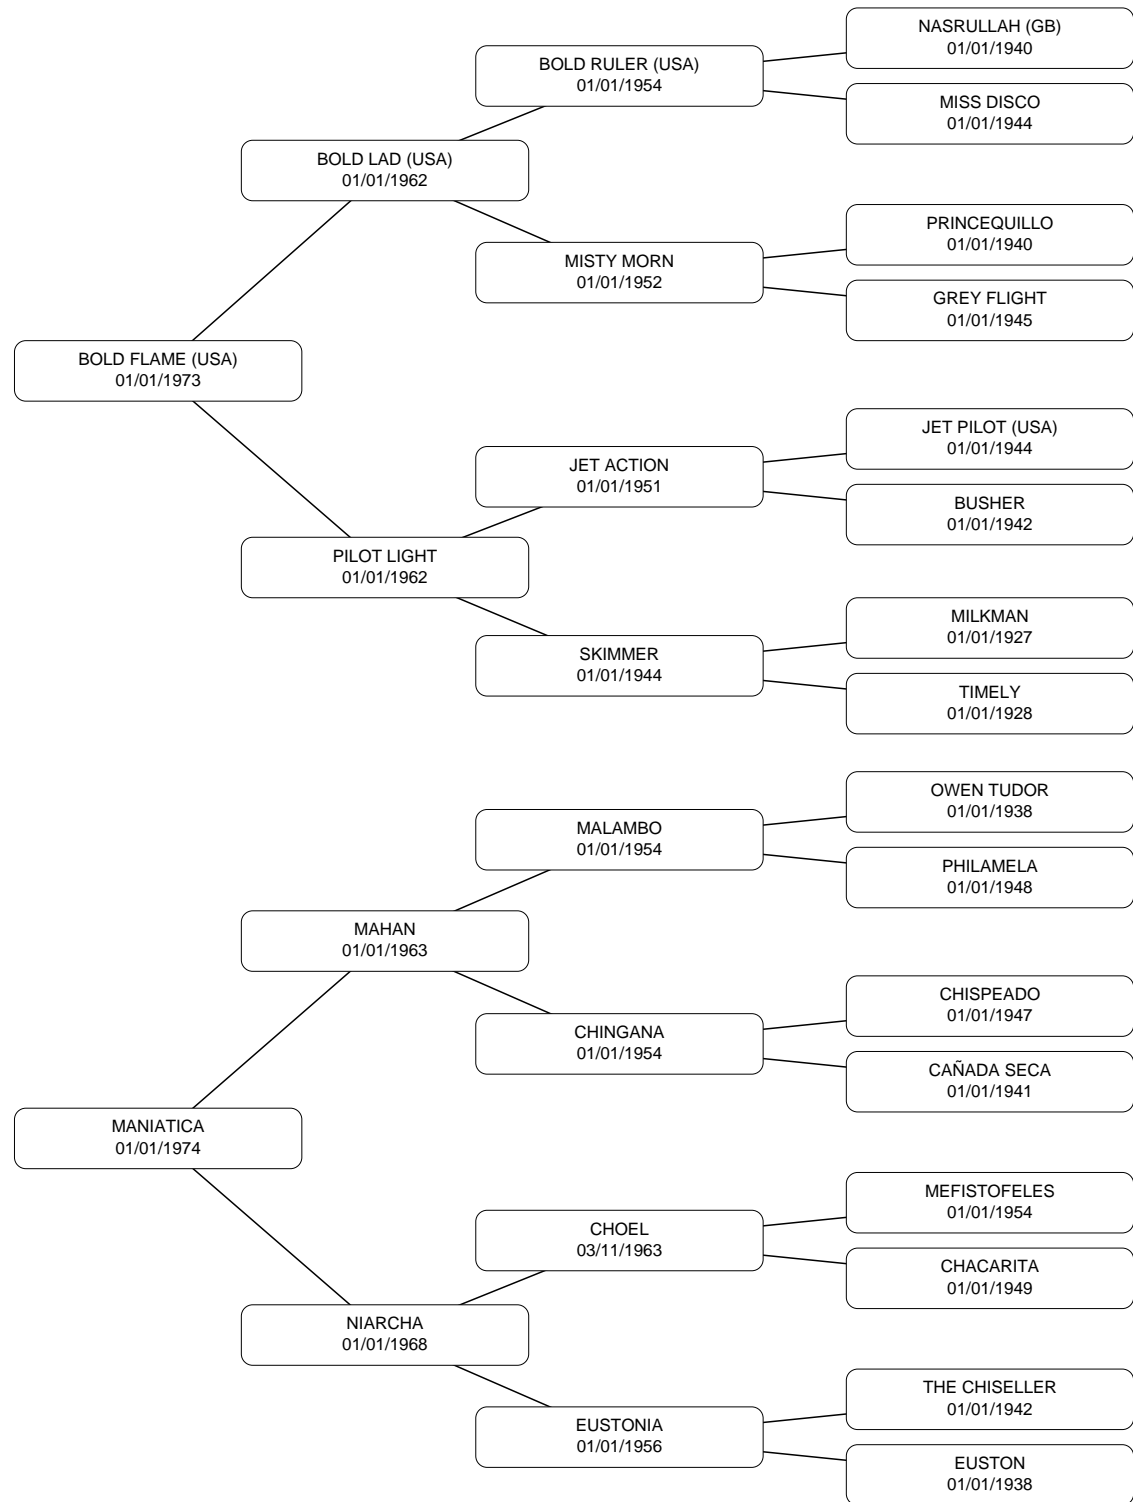 NASRULLAH (GB)
01/01/1940
BOLD RULER (USA)
01/01/1954
MISS DISCO
01/01/1944
BOLD LAD (USA)
01/01/1962
PRINCEQUILLO
01/01/1940
MISTY MORN
01/01/1952
GREY FLIGHT
01/01/1945
BOLD FLAME (USA)
01/01/1973
JET PILOT (USA)
01/01/1944
JET ACTION
01/01/1951
BUSHER
01/01/1942
PILOT LIGHT
01/01/1962
MILKMAN
01/01/1927
SKIMMER
01/01/1944
TIMELY
01/01/1928
OWEN TUDOR
01/01/1938
MALAMBO
01/01/1954
PHILAMELA
01/01/1948
MAHAN
01/01/1963
CHISPEADO
01/01/1947
CHINGANA
01/01/1954
CAÑADA SECA
01/01/1941
MANIATICA
01/01/1974
MEFISTOFELES
01/01/1954
CHOEL
03/11/1963
CHACARITA
01/01/1949
NIARCHA
01/01/1968
THE CHISELLER
01/01/1942
EUSTONIA
01/01/1956
EUSTON
01/01/1938